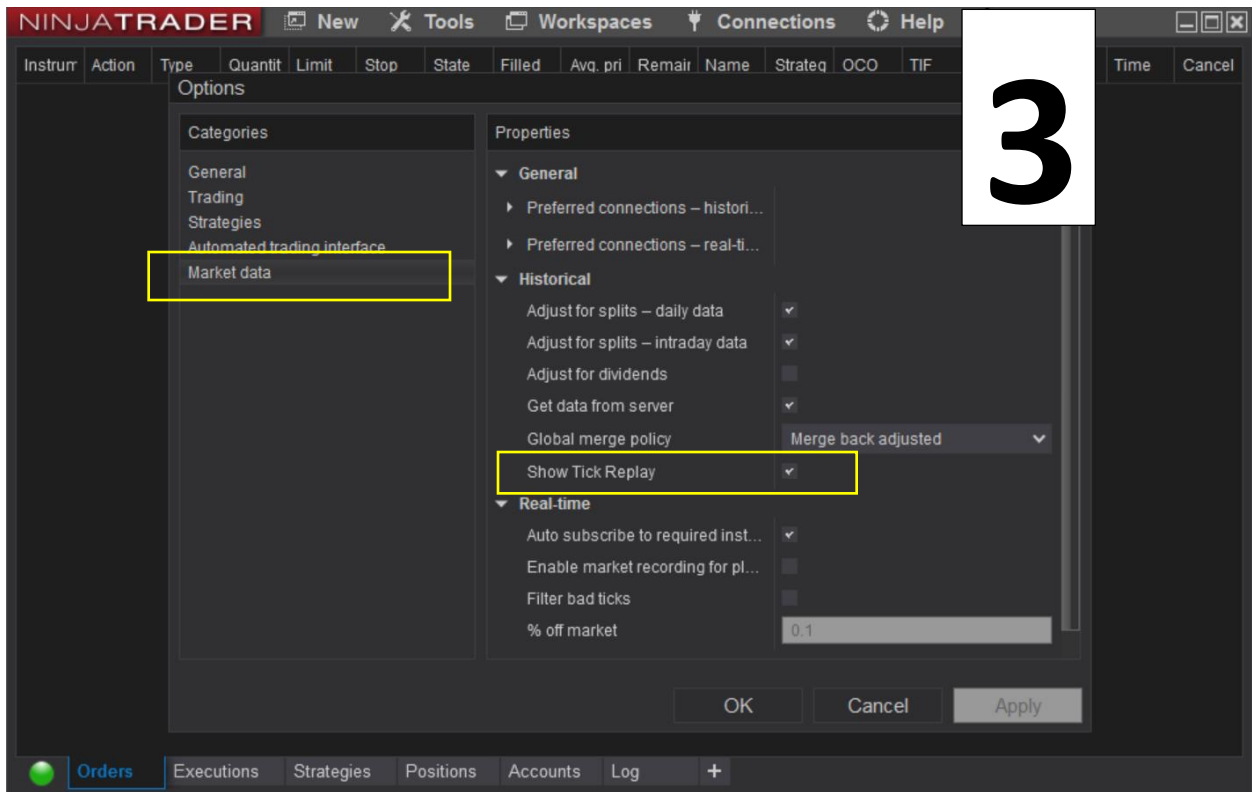 NINJATRADER New Tools Workspaces Connections Help
3
Instrum Action Type Quantit Limit Stop State Filled Avg. pri Remair Name Strateg OCO TIF Time Cancel
Options
Categories
General
Trading
Strategies
Automated trading interface
Market data
Properties
General
Preferred connections – histori...
Preferred connections – real-ti...
Historical
Adjust for splits – daily data
Adjust for splits – intraday data
Adjust for dividends
Get data from server
Global merge policy Merge back adjusted
Show Tick Replay
Real-time
Auto subscribe to required inst...
Enable market recording for pl...
Filter bad ticks
% off market 0.1
OK Cancel Apply
Orders Executions Strategies Positions Accounts Log +